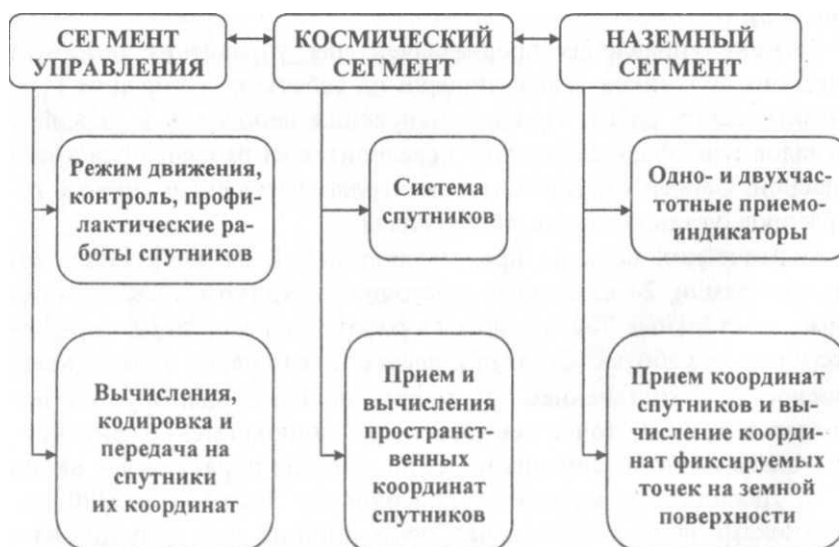 СЕГМЕНТ
УПРАВЛЕНИЯ
КОСМИЧЕСКИЙ
СЕГМЕНТ
НАЗЕМНЫЙ
СЕГМЕНТ
Режим движения,
контроль, профи-
лактические ра-
боты спутников
Система
спутников
Одно- и двухчас-
тотные приемо-
индикаторы
Вычисления,
кодировка и
передача на
спутники
их координат
Прием и
вычисления
пространст-
венных
координат
спутников
Прием координат
спутников и вы-
числение коорди-
нат фиксируемых
точек на земной
поверхности